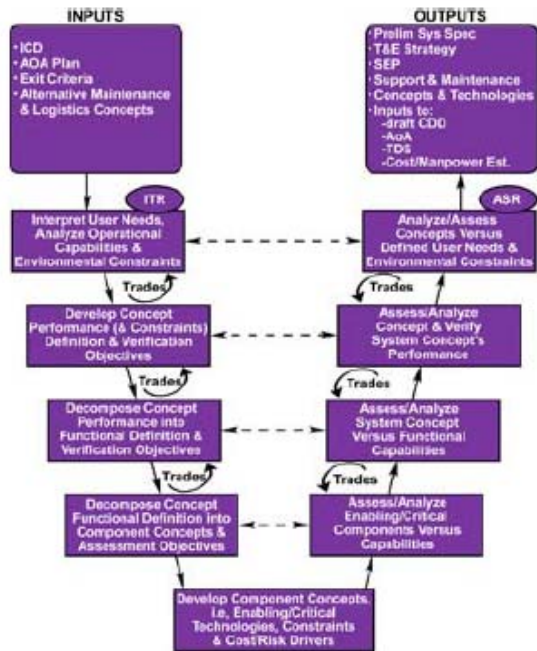 INPUTS
• ICD
• AOA Plan
• Exit Criteria
• Alternative Maintenance
& Logistics Concepts
OUTPUTS
• Prelim Sys Spec
• T&E Strategy
• SEP
• Support & Maintenance
Concepts & Technologies
• Inputs to:
-draft CDD
-AoA
-TDS
-Cost/Manpower Est.
ITR
Interpret User Needs,
Analyze Operational
Capabilities &
Environmental Constraints
ASR
Analyze/Assess
Concepts Versus
Defined User Needs &
Environmental Constraints
Trades
Trades
Develop Concept
Performance (& Constraints)
Definition & Verification
Objectives
Assess/Analyze
Concept & Verify
System Concept's
Performance
Trades
Trades
Decompose Concept
Performance into
Functional Definition &
Verification Objectives
Assess/Analyze
System Concept
Versus Functional
Capabilities
Trades
Trades
Decompose Concept
Functional Definition into
Component Concepts &
Assessment Objectives
Assess/Analyze
Enabling/Critical
Components Versus
Capabilities
Develop Component Concepts,
i.e, Enabling/Critical
Technologies, Constraints
& Cost/Risk Drivers